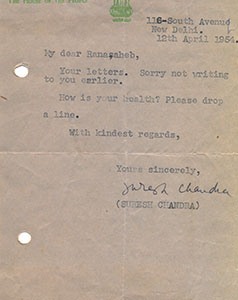 116-South Avenue
New Delhi.
12th April 1954.
My dear Ranasaheb,
Your letters. Sorry not writing
to you earlier.
How is your health? Please drop
a line.
With kindest regards,
Yours sincerely,
Suresh Chandra
(SURESH CHANDRA)